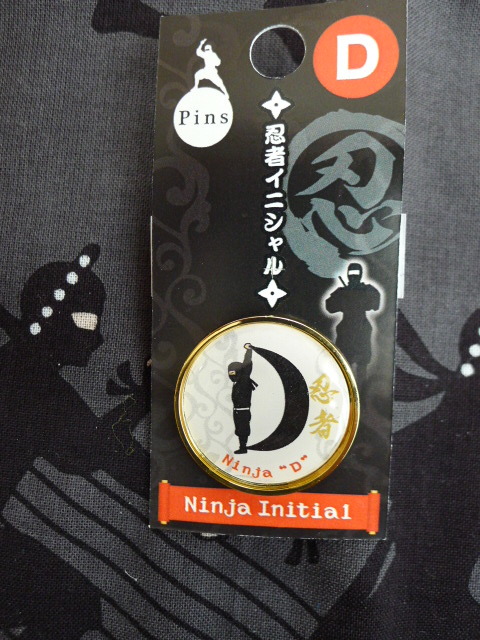 D
Pins
忍者イニシャル
忍
忍者
Ninja "D"
Ninja Initial